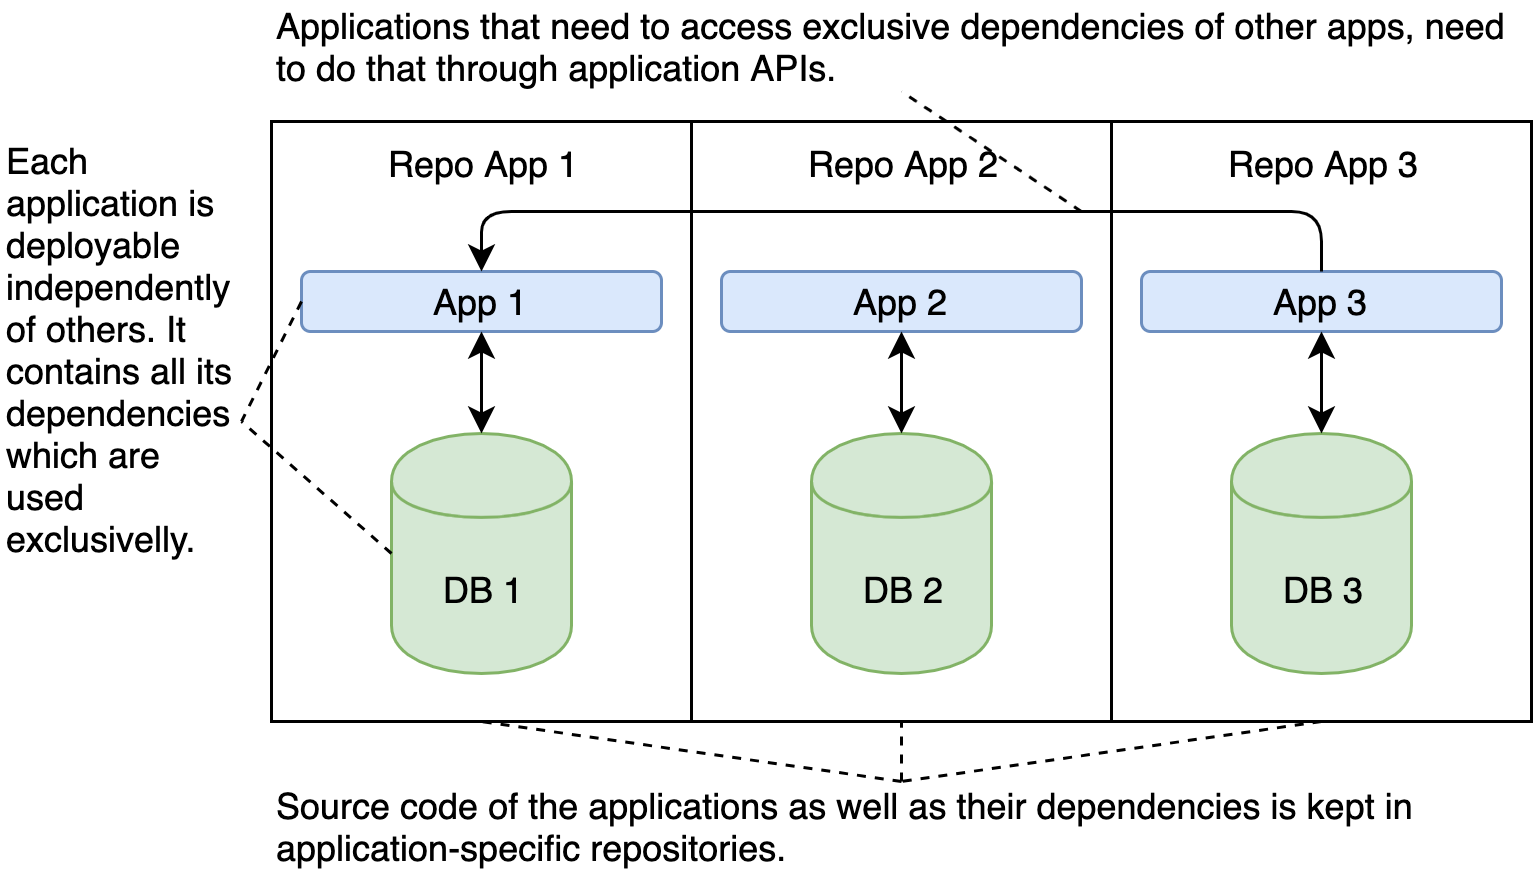 Applications that need to access exclusive dependencies of other apps, need
to do that through application APIs.
Each
application is
deployable
independently
of others. It
contains all its
dependencies
which are
used
exclusivelly.
Repo App 1
Repo App 2
Repo App 3
App 1
App 2
App 3
DB 1
DB 2
DB 3
Source code of the applications as well as their dependencies is kept in
application-specific repositories.